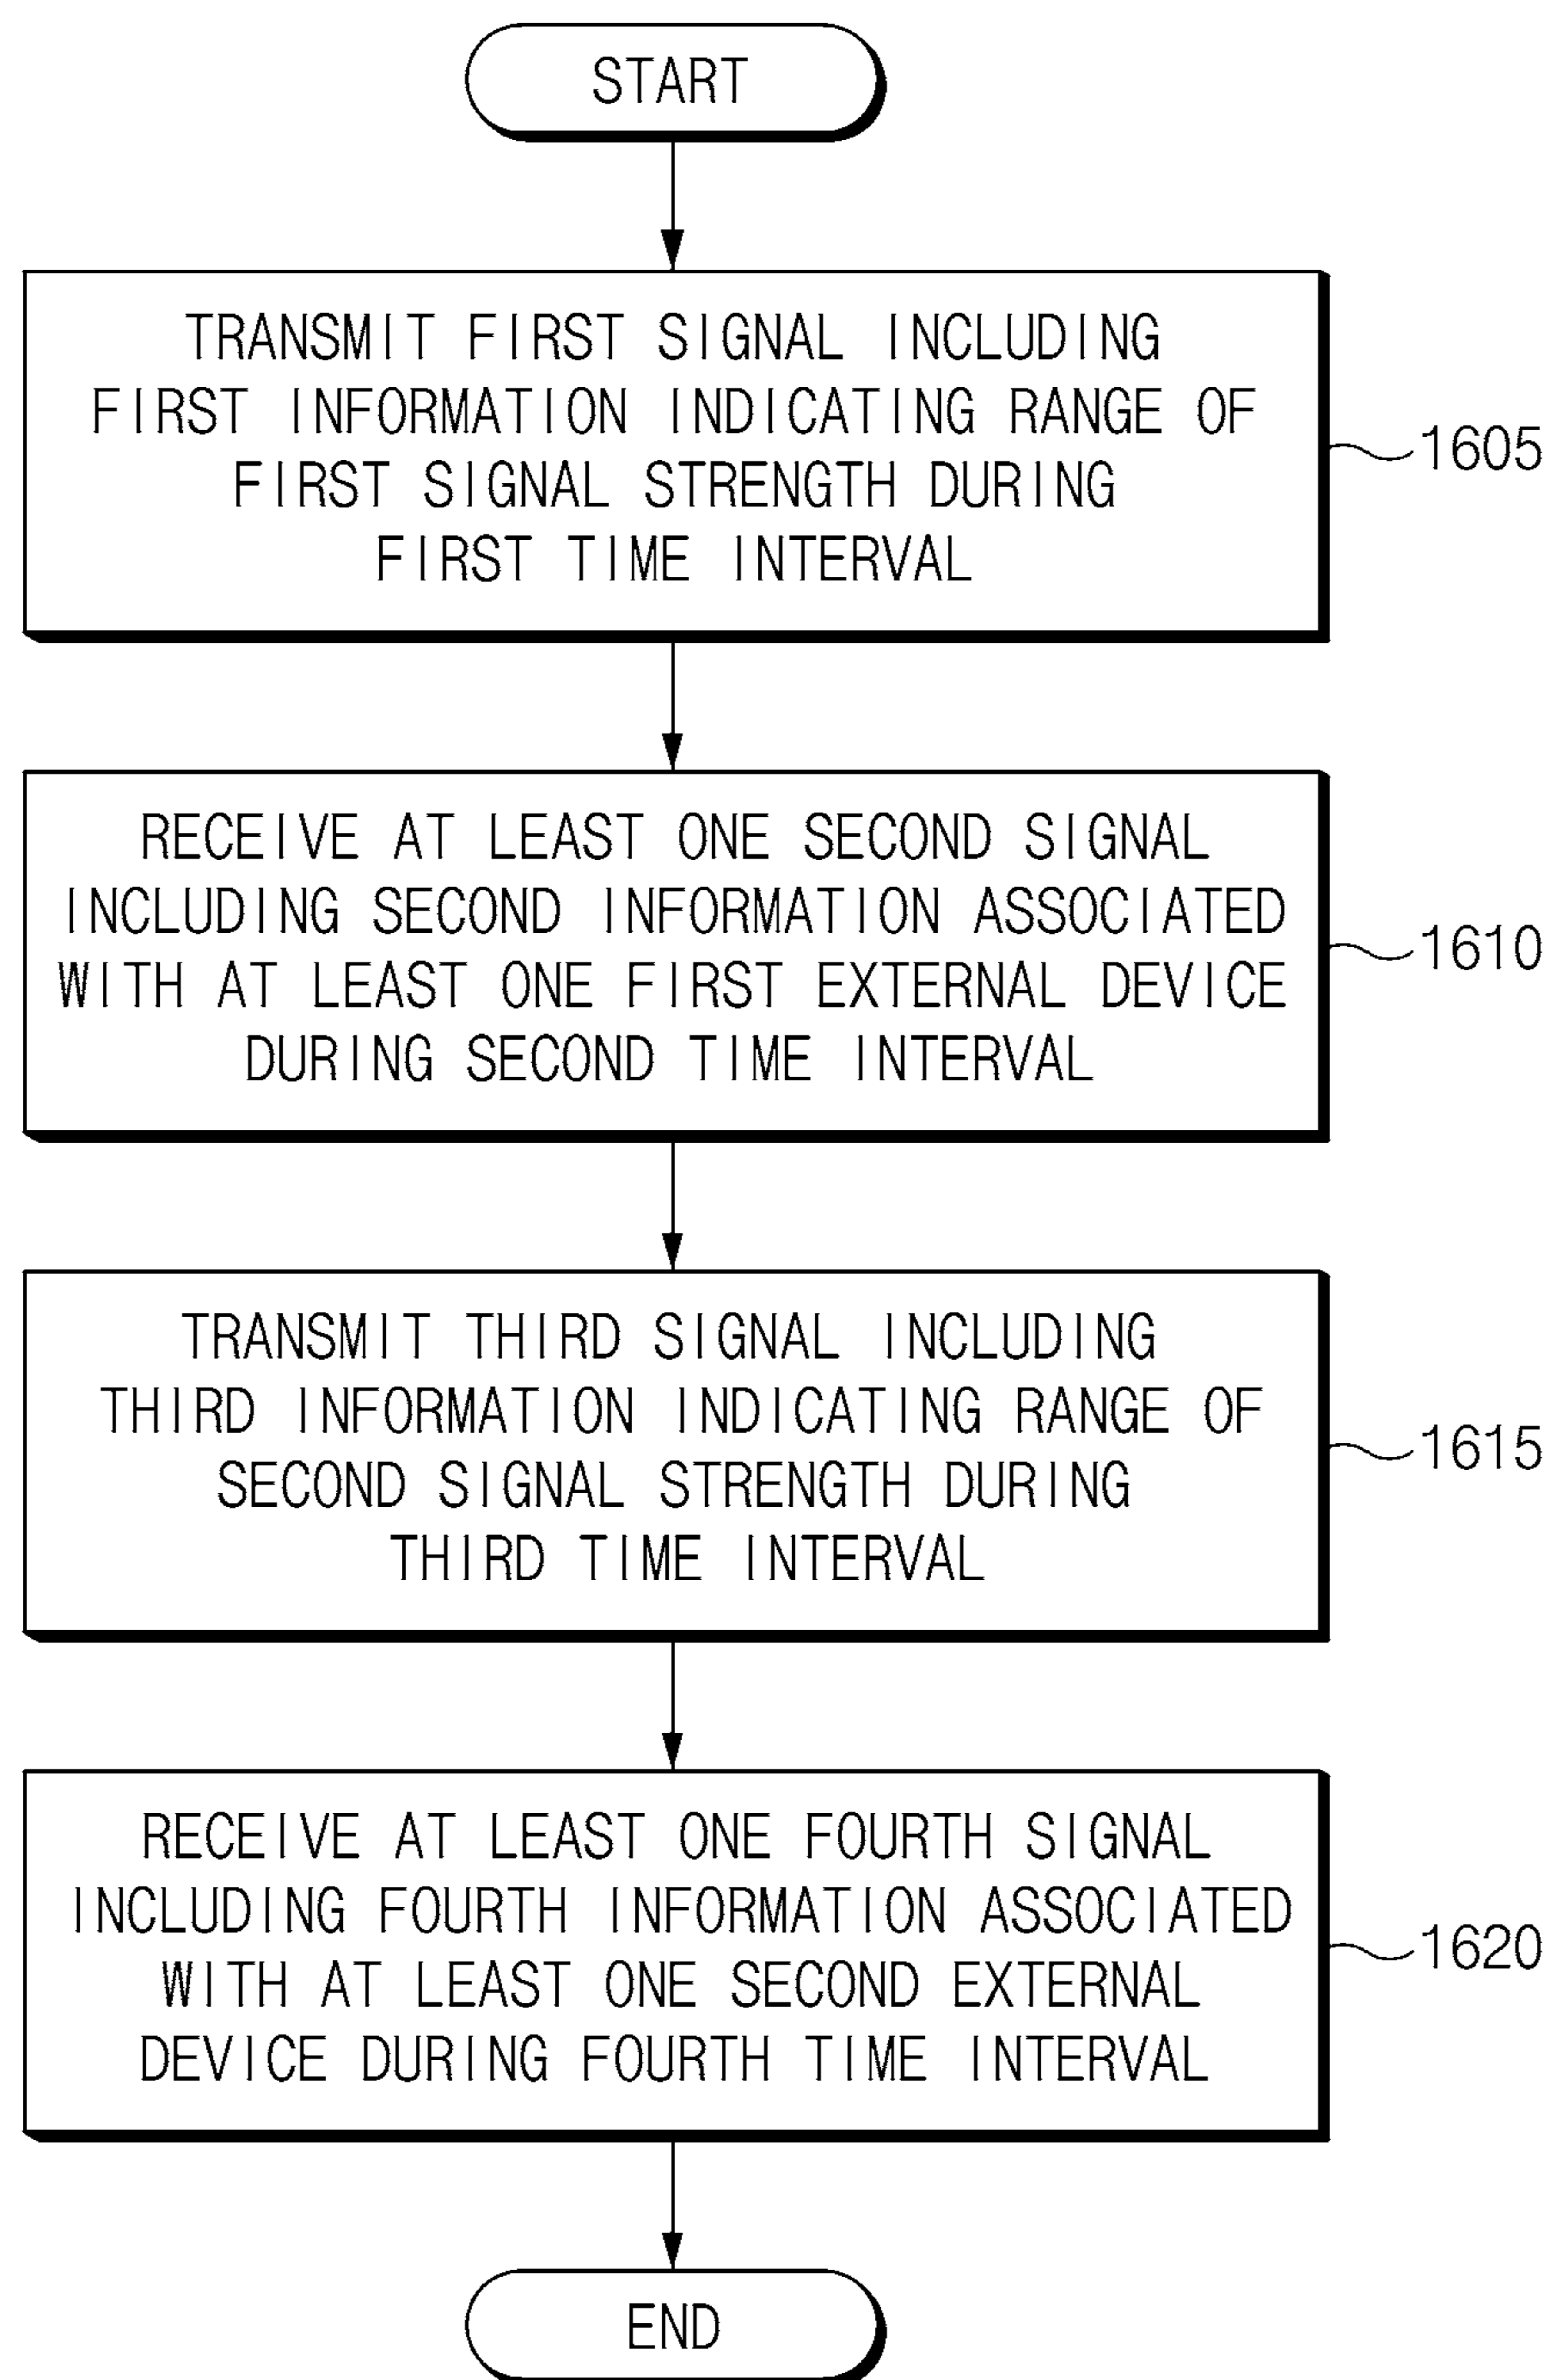 START
TRANSMIT FIRST SIGNAL INCLUDING
FIRST INFORMATION INDICATING RANGE OF
FIRST SIGNAL STRENGTH DURING
FIRST TIME INTERVAL
1605
RECEIVE AT LEAST ONE SECOND SIGNAL
INCLUDING SECOND INFORMATION ASSOCIATED
WITH AT LEAST ONE FIRST EXTERNAL DEVICE
DURING SECOND TIME INTERVAL
1610
TRANSMIT THIRD SIGNAL INCLUDING
THIRD INFORMATION INDICATING RANGE OF
SECOND SIGNAL STRENGTH DURING
THIRD TIME INTERVAL
1615
RECEIVE AT LEAST ONE FOURTH SIGNAL
INCLUDING FOURTH INFORMATION ASSOCIATED
WITH AT LEAST ONE SECOND EXTERNAL
DEVICE DURING FOURTH TIME INTERVAL
1620
END